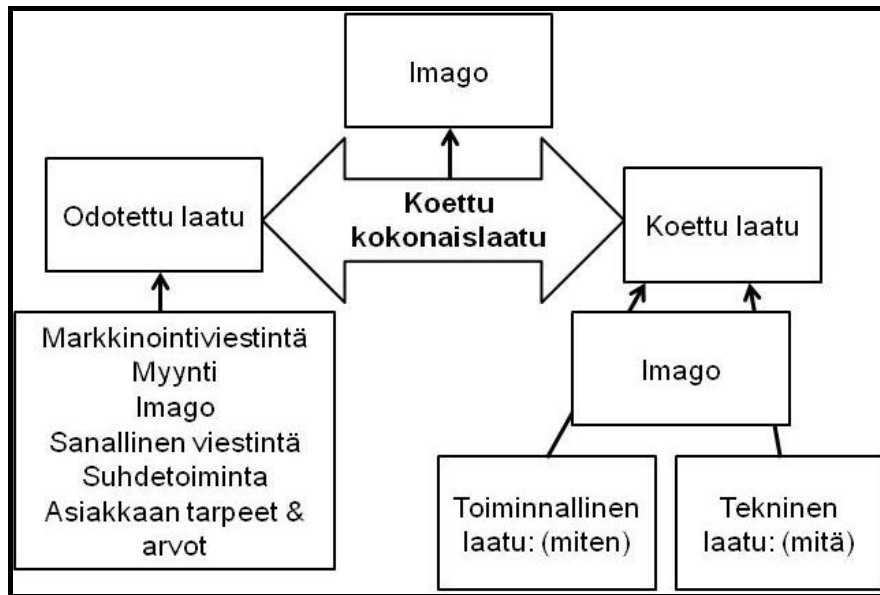 Imago
Odotettu laatu
Koettu
kokonaislaatu
Koettu laatu
Markkinointiviestintä
Myynti
Imago
Sanallinen viestintä
Suhdetoiminta
Asiakkaan tarpeet &
arvot
Imago
Toiminnallinen
laatu: (miten)
Tekninen
laatu: (mitä)